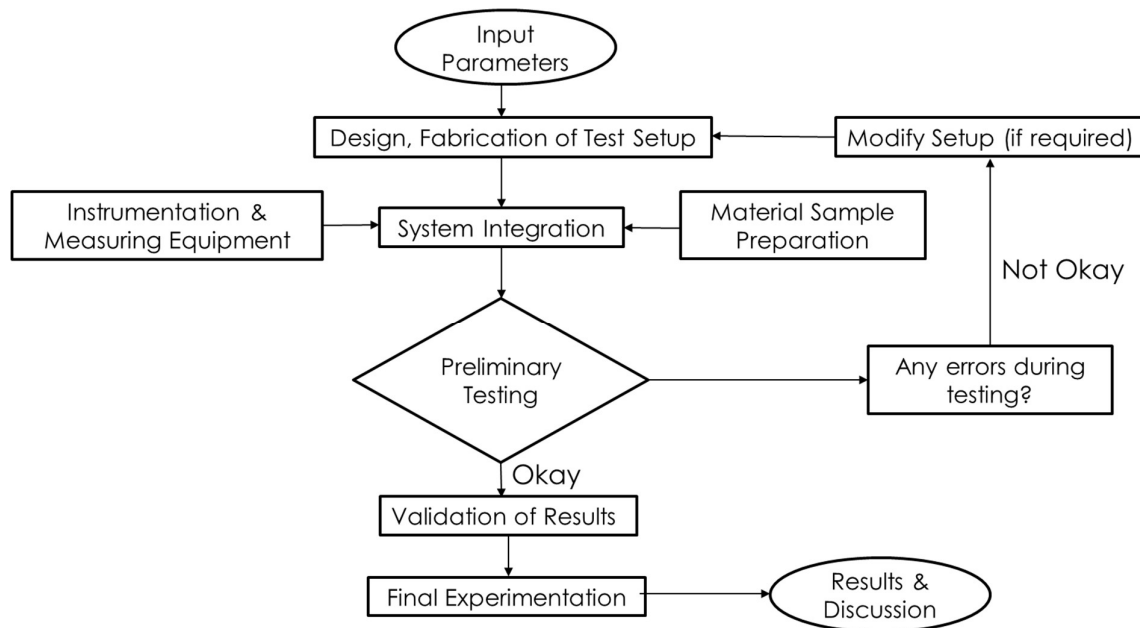 Input
Parameters
Design, Fabrication of Test Setup
Modify Setup (if required)
Instrumentation &
Measuring Equipment
System Integration
Material Sample
Preparation
Not Okay
Preliminary
Testing
Any errors during
testing?
Okay
Validation of Results
Final Experimentation
Results &
Discussion